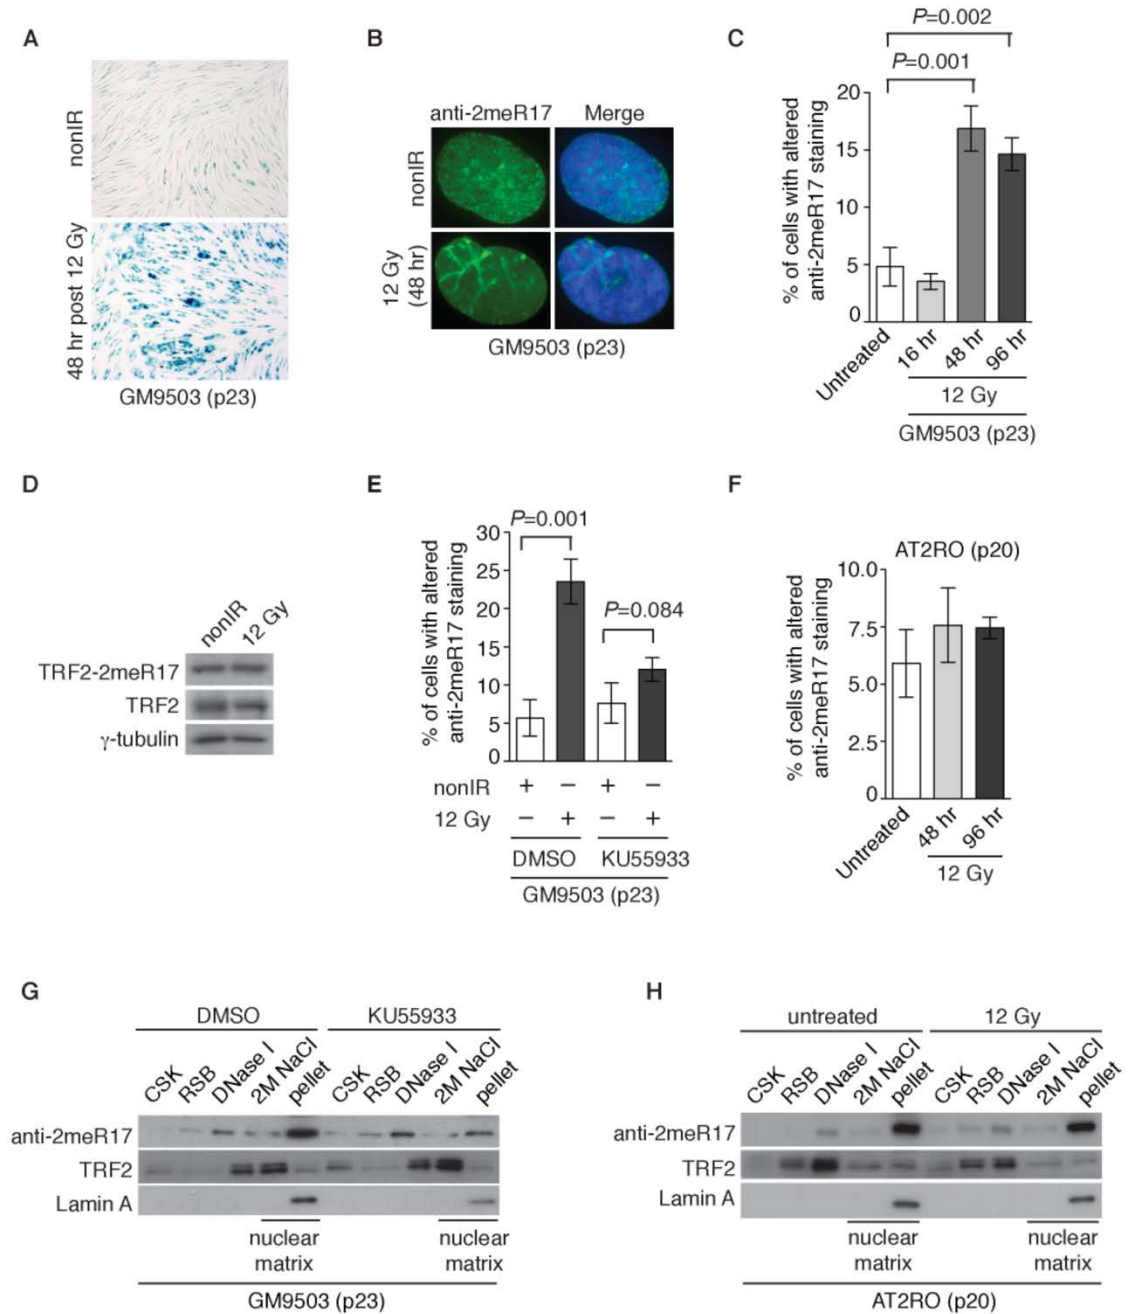 A
nonIR
48 hr post 12 Gy
GM9503 (p23)
B
anti-2meR17 Merge
nonIR
12 Gy
(48 hr)
GM9503 (p23)
C
P=0.002
P=0.001
% of cells with altered
anti-2meR17 staining
20
15
10
5
0
Untreated
16 hr
48 hr
96 hr
12 Gy
GM9503 (p23)
D
nonIR
12 Gy
TRF2-2meR17
TRF2
γ-tubulin
E
% of cells with altered
anti-2meR17 staining
30
25
20
15
10
5
0
P=0.001
P=0.084
nonIR + − + −
12 Gy − + − +
DMSO KU55933
GM9503 (p23)
F
AT2RO (p20)
% of cells with altered
anti-2meR17 staining
10.0
7.5
5.0
2.5
0
Untreated
48 hr
96 hr
12 Gy
G
DMSO KU55933
CSK RSB DNase I 2M NaCl pellet CSK RSB DNase I 2M NaCl pellet
anti-2meR17
TRF2
Lamin A
nuclear nuclear
matrix matrix
GM9503 (p23)
H
untreated 12 Gy
CSK RSB DNase I 2M NaCl pellet CSK RSB DNase I 2M NaCl pellet
anti-2meR17
TRF2
Lamin A
nuclear nuclear
matrix matrix
AT2RO (p20)